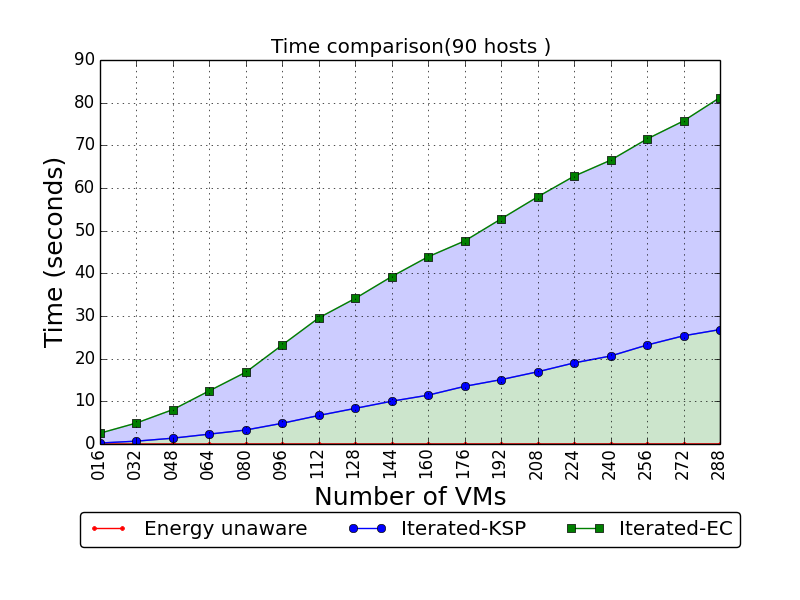 Time comparison(90 hosts )
90
80
70
60
50
40
30
20
10
0
Time (seconds)
016 032 048 064 080 096 112 128 144 160 176 192 208 224 240 256 272 288
Number of VMs
Energy unaware Iterated-KSP Iterated-EC